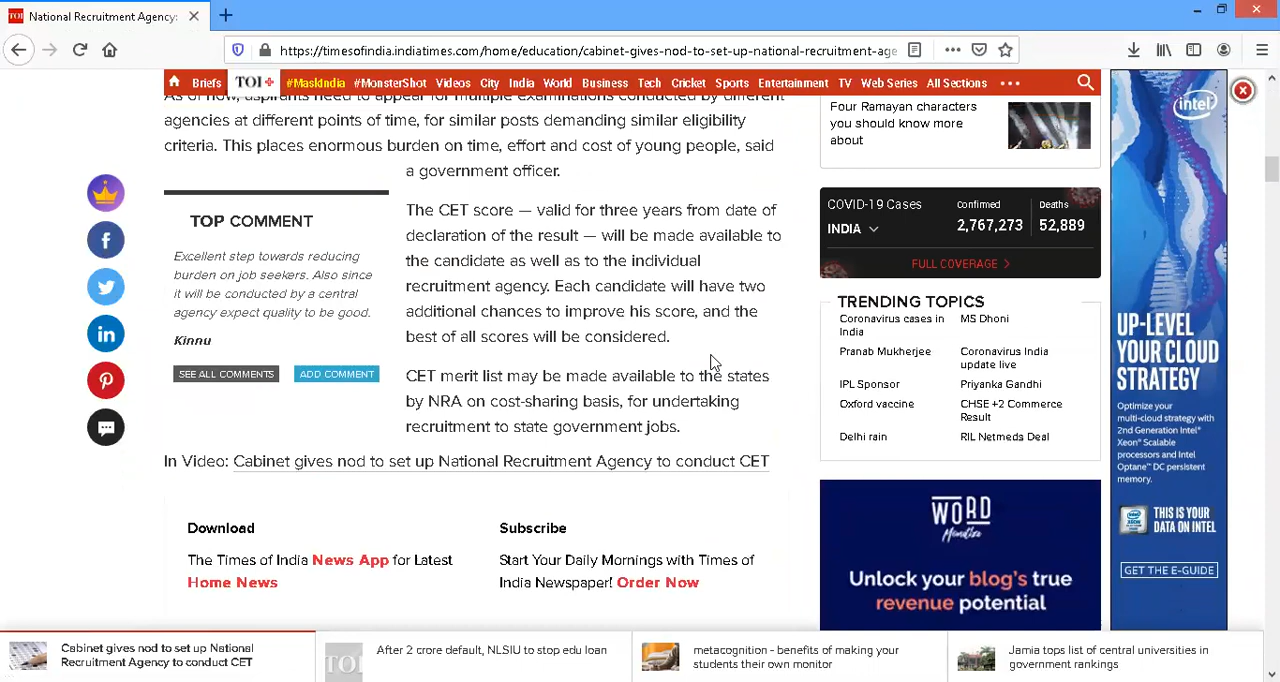 National Recruitment Agency:
https://timesofindia.indiatimes.com/home/education/cabinet-gives-nod-to-set-up-national-recruitment-age
Briefs
TOI+
#MaskIndia
#MonsterShot
Videos
City
India
World
Business
Tech
Cricket
Sports
Entertainment
TV
Web Series
All Sections
As of now, aspirants need to appear for multiple examinations conducted by different
agencies at different points of time, for similar posts demanding similar eligibility
criteria. This places enormous burden on time, effort and cost of young people, said
a government officer.
TOP COMMENT
Excellent step towards reducing
burden on job seekers. Also since
it will be conducted by a central
agency expect quality to be good.
Kinnu
SEE ALL COMMENTS
ADD COMMENT
The CET score — valid for three years from date of
declaration of the result — will be made available to
the candidate as well as to the individual
recruitment agency. Each candidate will have two
additional chances to improve his score, and the
best of all scores will be considered.
CET merit list may be made available to the states
by NRA on cost-sharing basis, for undertaking
recruitment to state government jobs.
In Video: Cabinet gives nod to set up National Recruitment Agency to conduct CET
Download
The Times of India News App for Latest
Home News
Subscribe
Start Your Daily Mornings with Times of
India Newspaper! Order Now
Four Ramayan characters
you should know more
about
COVID-19 Cases
INDIA
Confirmed
2,767,273
Deaths
52,889
FULL COVERAGE
TRENDING TOPICS
Coronavirus cases in
India
MS Dhoni
Pranab Mukherjee
Coronavirus India
update live
IPL Sponsor
Priyanka Gandhi
Oxford vaccine
CHSE +2 Commerce
Result
Delhi rain
RIL Netmeds Deal
WORD
Monetize
Unlock your blog's true
revenue potential
intel
UP-LEVEL
YOUR CLOUD
STRATEGY
Optimize your
multi-cloud strategy with
2nd Generation Intel®
Xeon® Scalable
processors and Intel
Optane™ DC persistent
memory.
THIS IS YOUR
DATA ON INTEL
GET THE E-GUIDE
Cabinet gives nod to set up National
Recruitment Agency to conduct CET
TOI
After 2 crore default, NLSIU to stop edu loan
metacognition - benefits of making your
students their own monitor
Jamia tops list of central universities in
government rankings